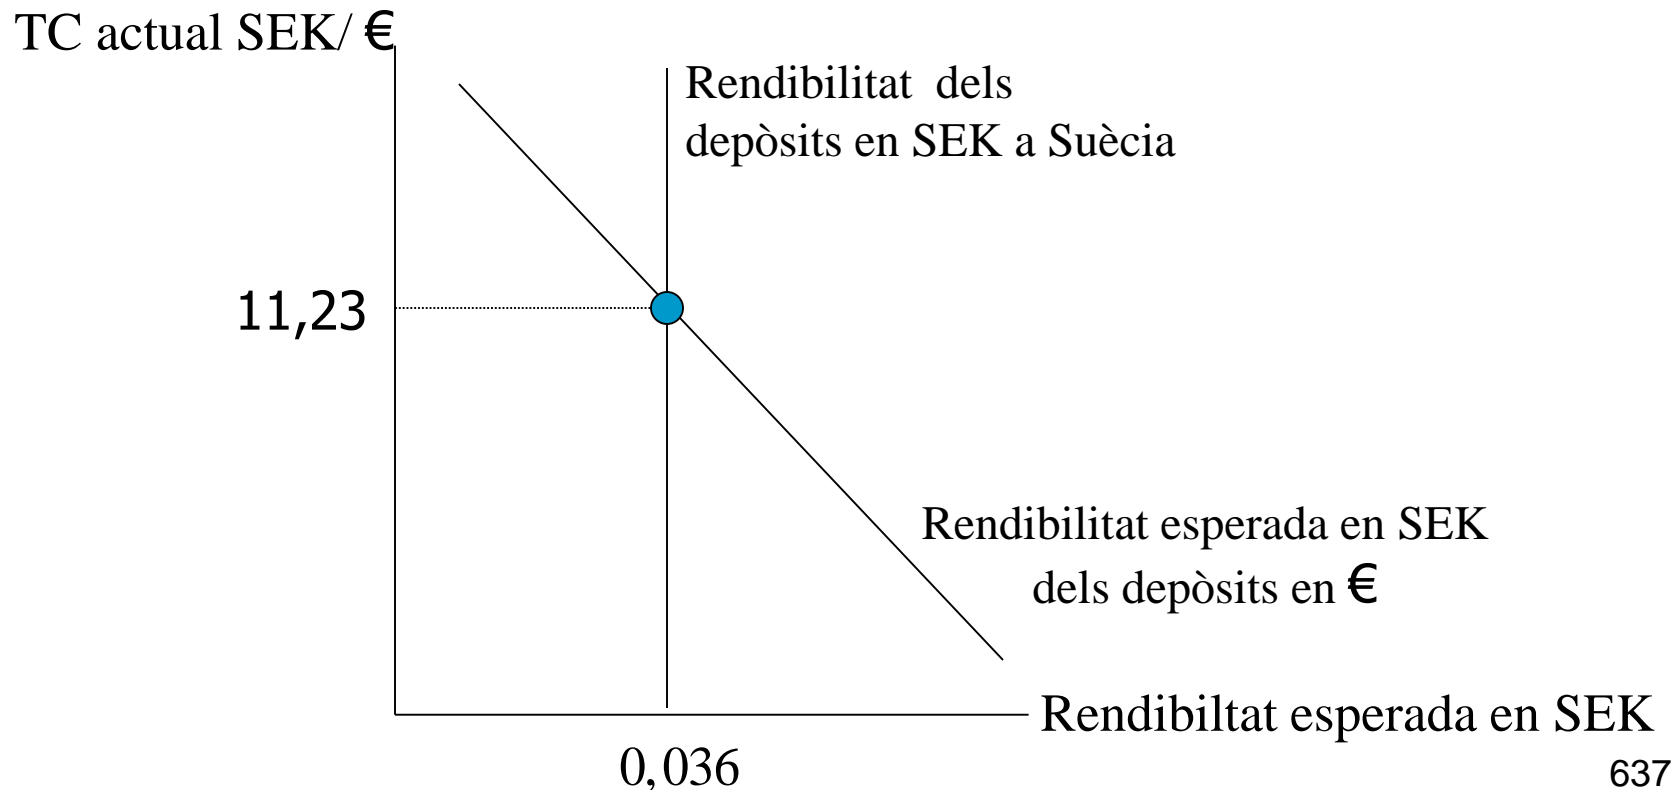 TC actual SEK/ €
Rendibilitat dels
depòsits en SEK a Suècia
11,23
Rendibilitat esperada en SEK
dels depòsits en €
Rendibiltat esperada en SEK
0,036
637